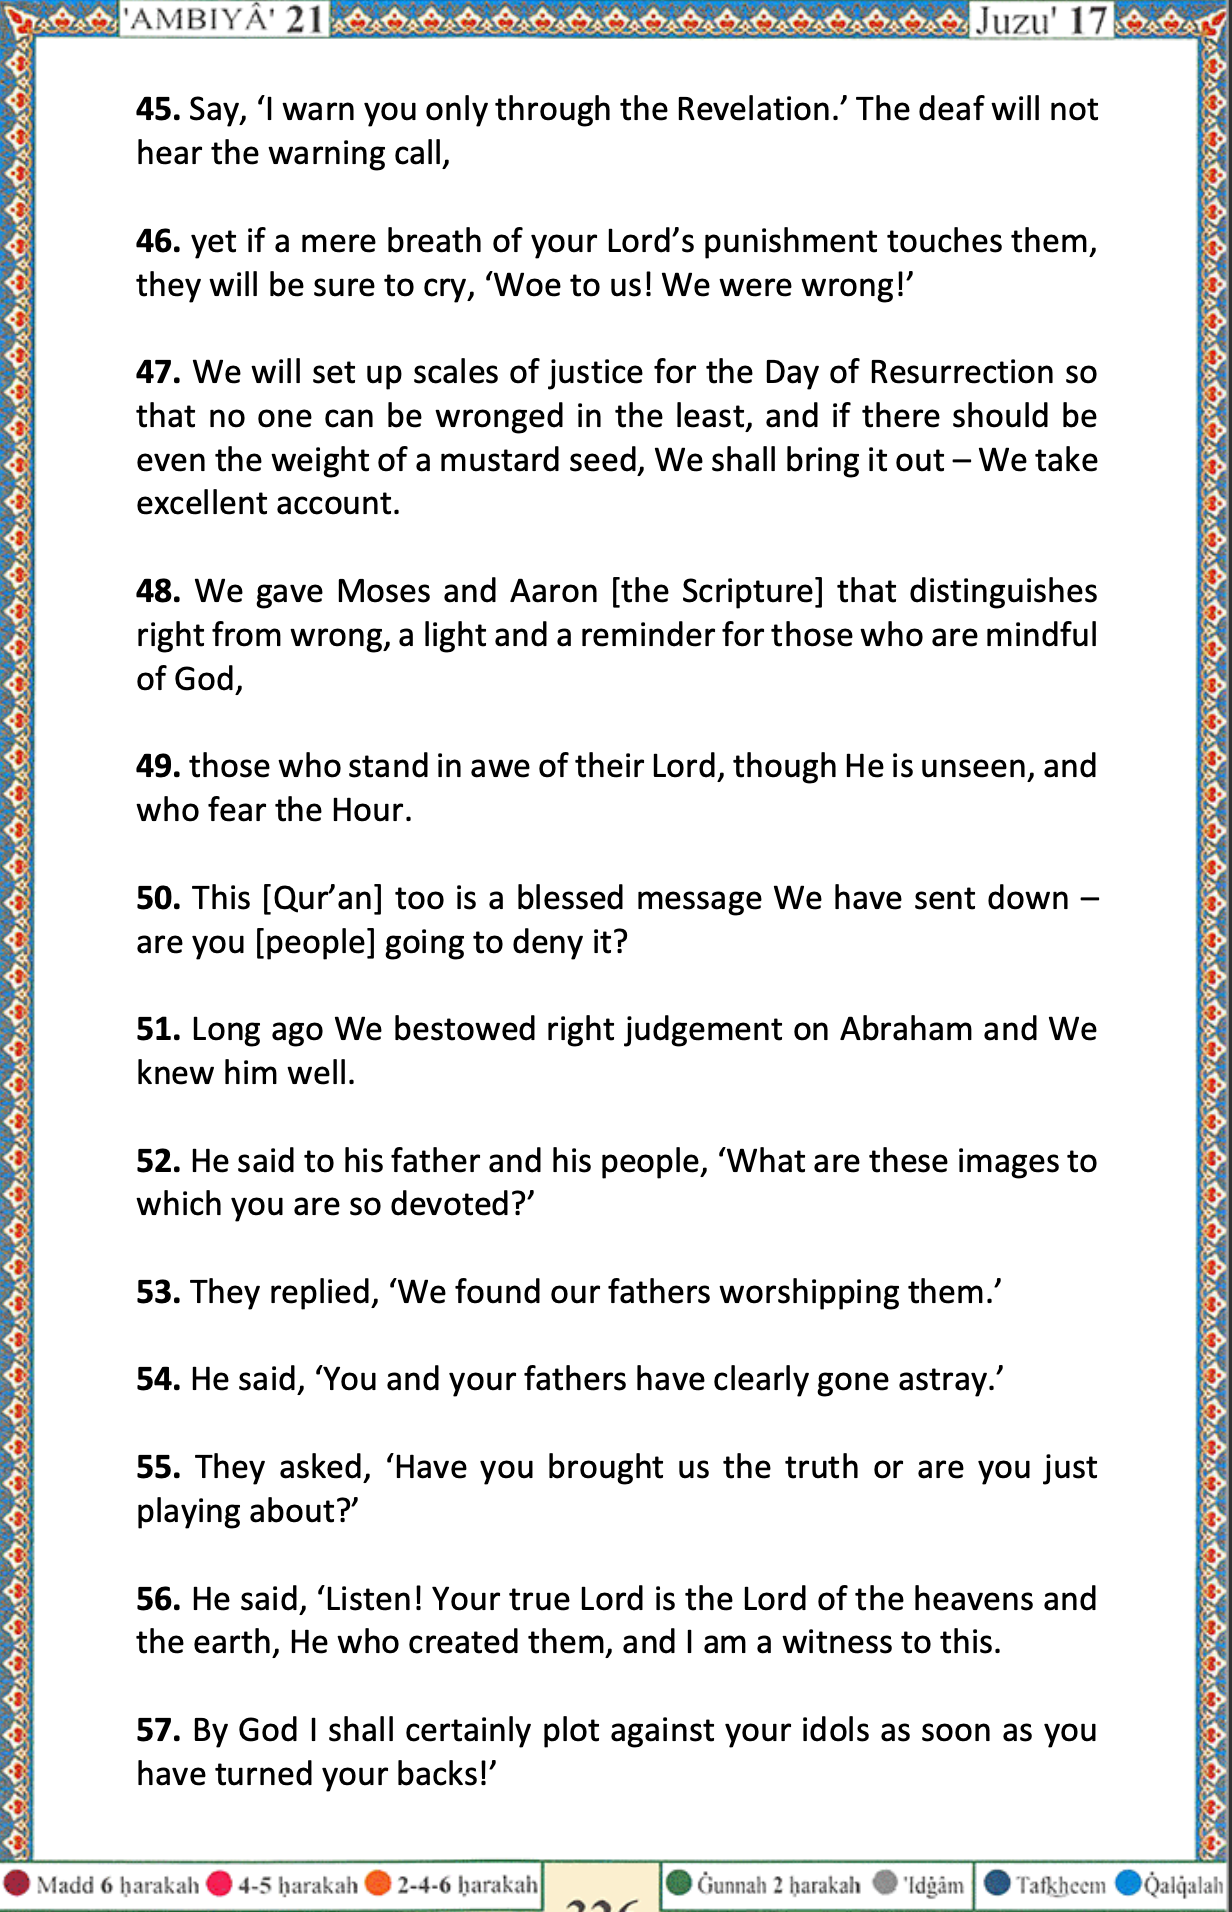 'AMBIYÂ' 21
Juzu' 17
45. Say, ‘I warn you only through the Revelation.’ The deaf will not
hear the warning call,
46. yet if a mere breath of your Lord’s punishment touches them,
they will be sure to cry, ‘Woe to us! We were wrong!’
47. We will set up scales of justice for the Day of Resurrection so
that no one can be wronged in the least, and if there should be
even the weight of a mustard seed, We shall bring it out – We take
excellent account.
48. We gave Moses and Aaron [the Scripture] that distinguishes
right from wrong, a light and a reminder for those who are mindful
of God,
49. those who stand in awe of their Lord, though He is unseen, and
who fear the Hour.
50. This [Qur’an] too is a blessed message We have sent down –
are you [people] going to deny it?
51. Long ago We bestowed right judgement on Abraham and We
knew him well.
52. He said to his father and his people, ‘What are these images to
which you are so devoted?’
53. They replied, ‘We found our fathers worshipping them.’
54. He said, ‘You and your fathers have clearly gone astray.’
55. They asked, ‘Have you brought us the truth or are you just
playing about?’
56. He said, ‘Listen! Your true Lord is the Lord of the heavens and
the earth, He who created them, and I am a witness to this.
57. By God I shall certainly plot against your idols as soon as you
have turned your backs!’
Madd 6 ḥarakah 4-5 ḥarakah 2-4-6 ḥarakah
Ġunnah 2 ḥarakah 'Idġâm
Tafkheem Qalqalah